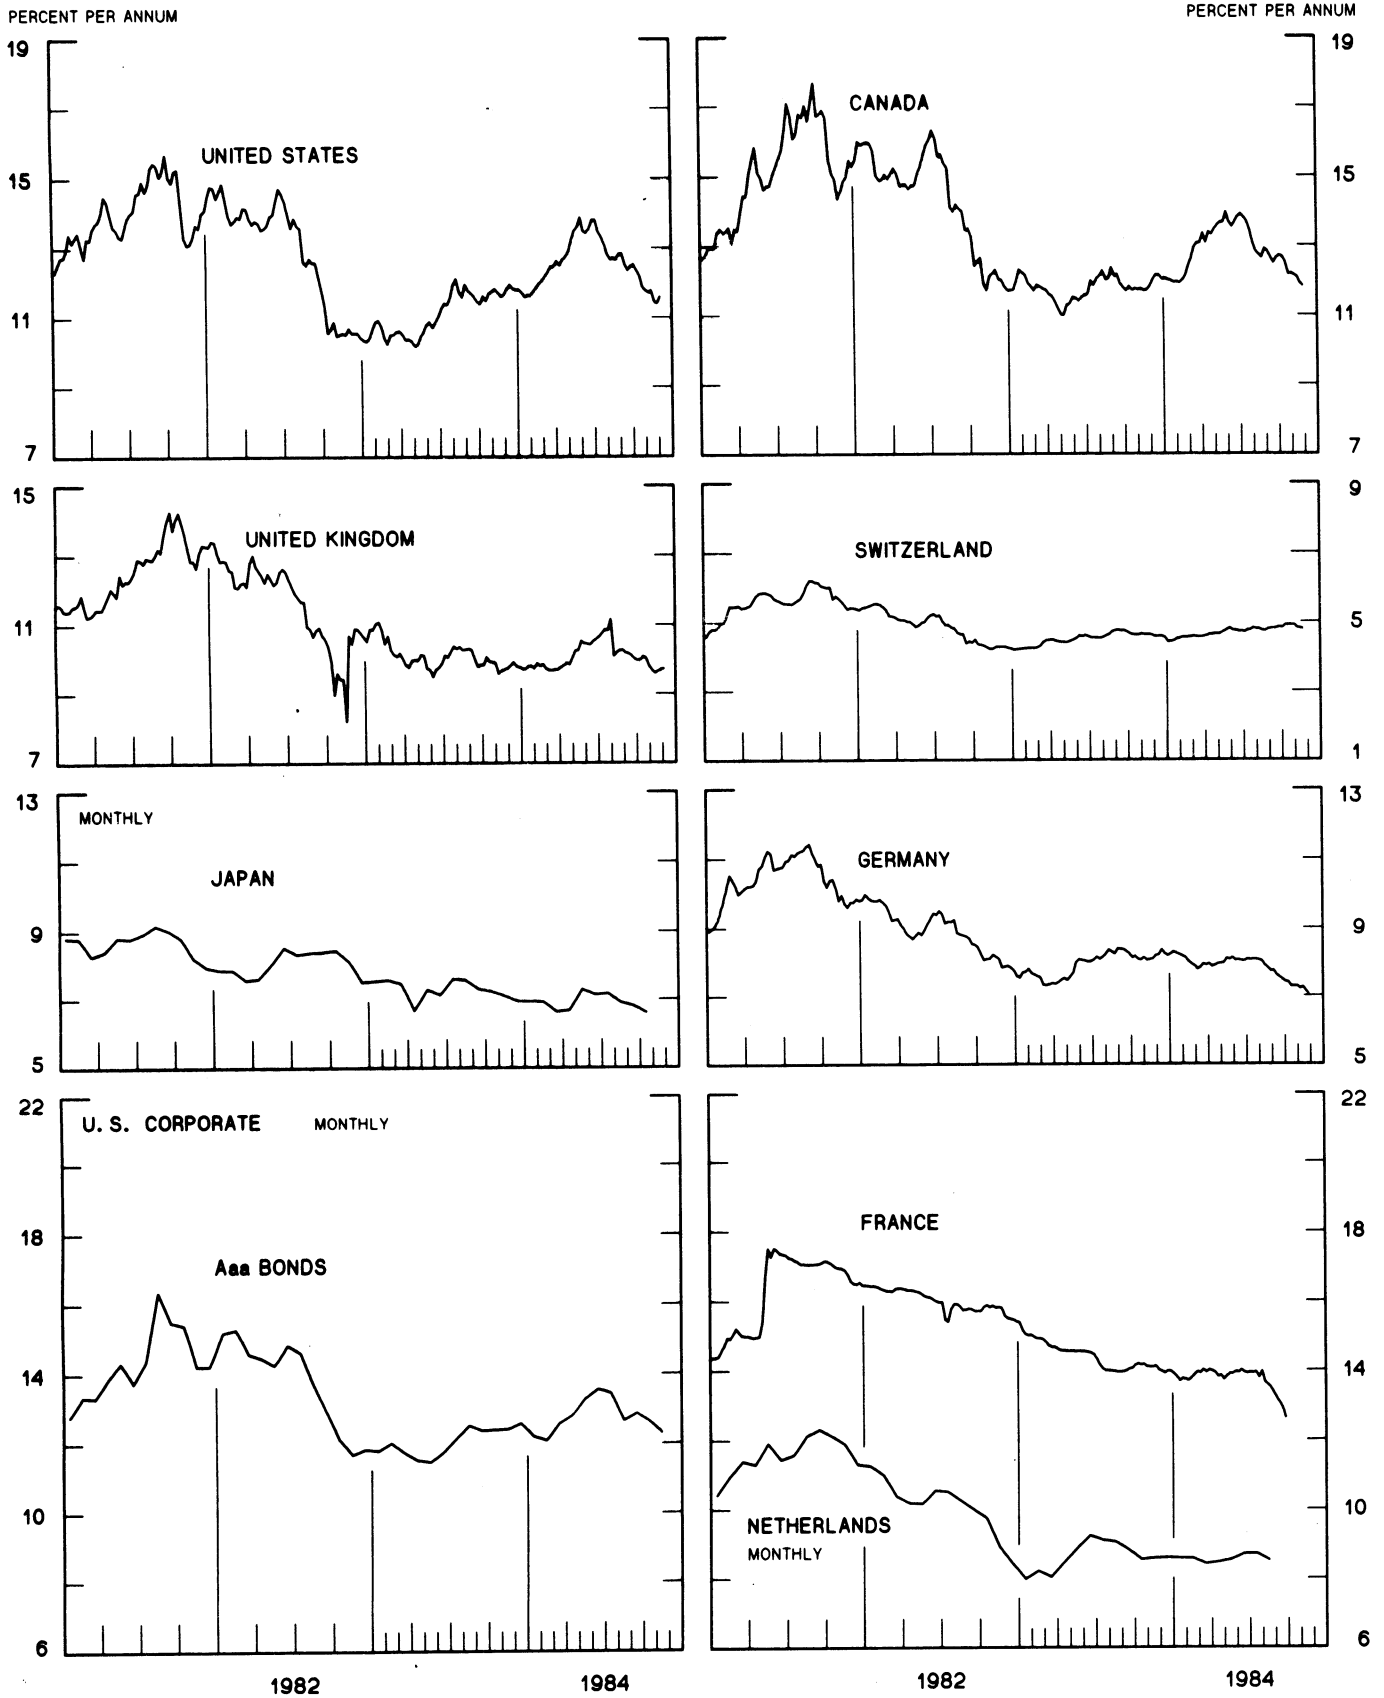 PERCENT PER ANNUM
PERCENT PER ANNUM
19
15
11
7
UNITED STATES
CANADA
19
15
11
7
15
11
7
UNITED KINGDOM
SWITZERLAND
9
5
1
13
9
5
MONTHLY
JAPAN
GERMANY
13
9
5
22
18
14
10
6
U. S. CORPORATE MONTHLY
Aaa BONDS
FRANCE
NETHERLANDS
MONTHLY
22
18
14
10
6
1982
1984
1982
1984